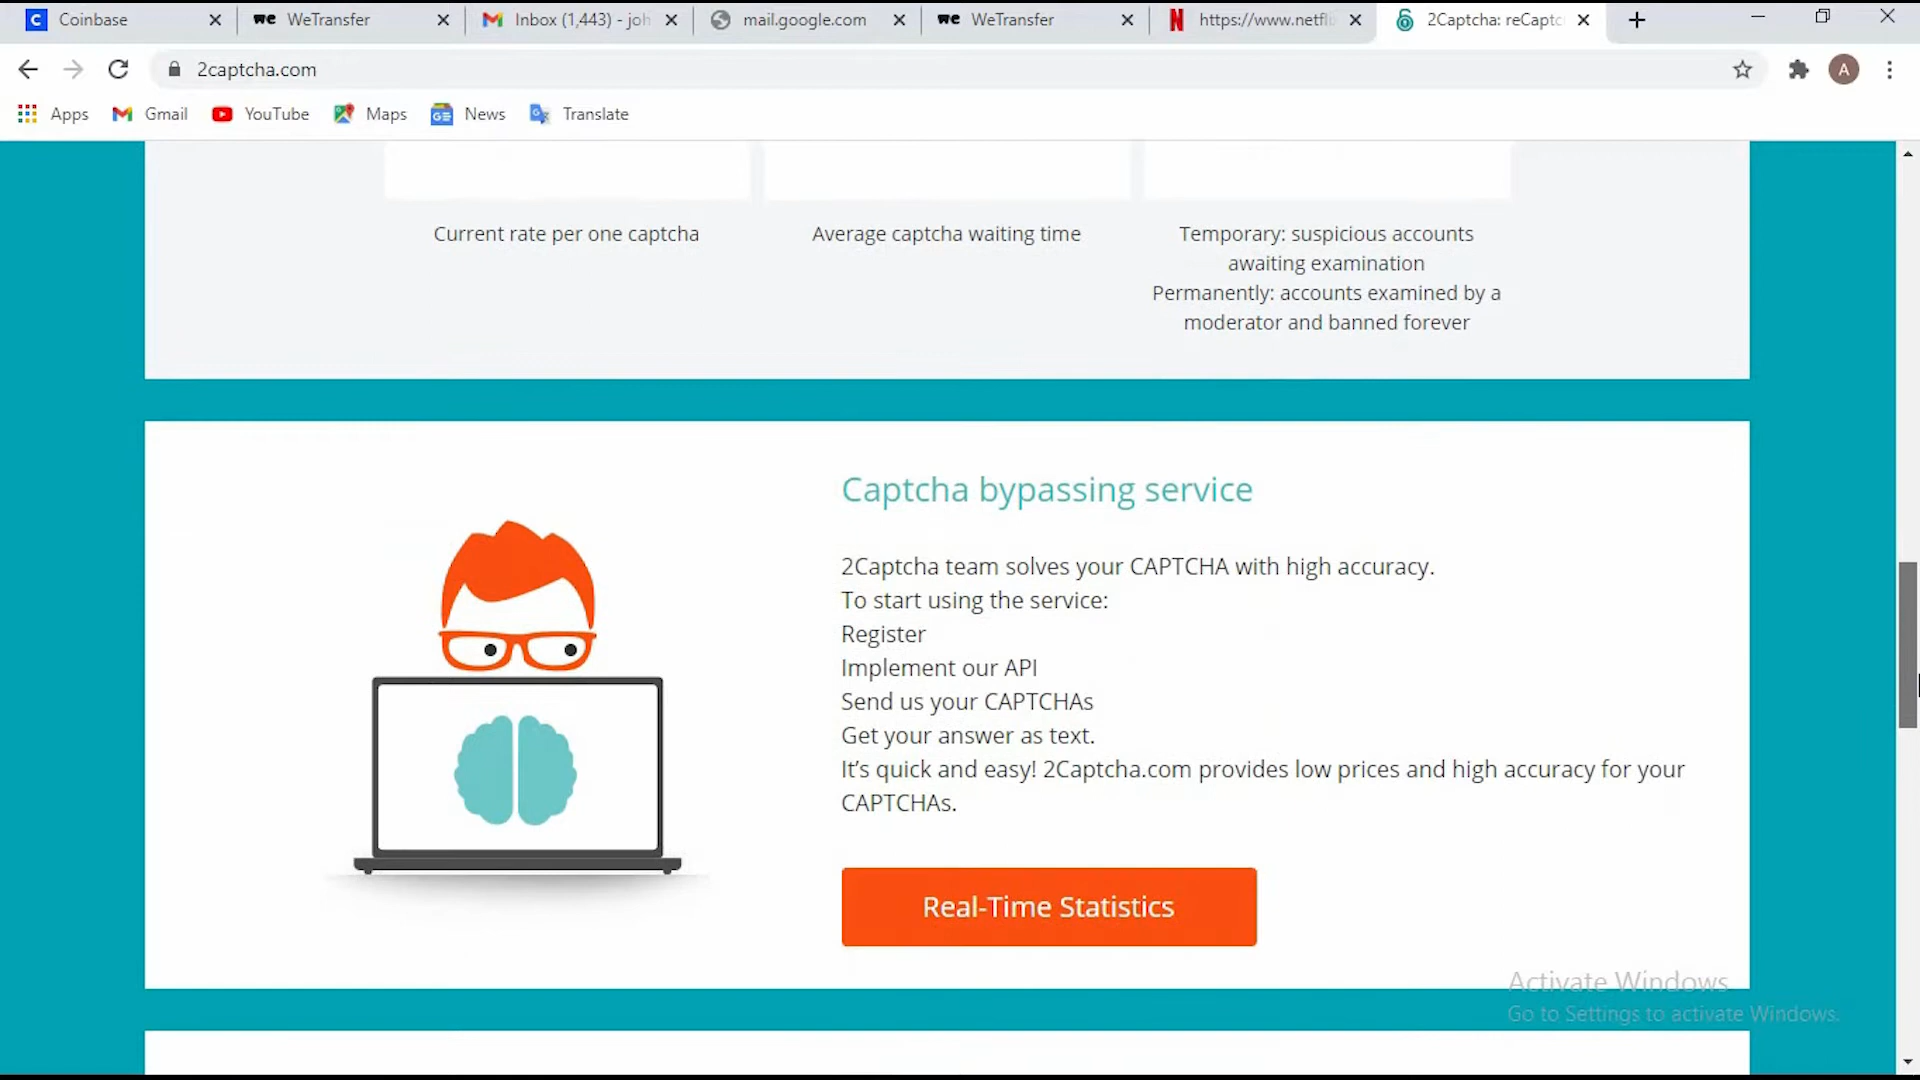 Coinbase
WeTransfer
Inbox (1,443) - joh
mail.google.com
WeTransfer
https://www.netfli
2Captcha: reCaptc
2captcha.com
A
Apps
Gmail
YouTube
Maps
News
Translate
Current rate per one captcha
Average captcha waiting time
Temporary: suspicious accounts
awaiting examination
Permanently: accounts examined by a
moderator and banned forever
Captcha bypassing service
2Captcha team solves your CAPTCHA with high accuracy.
To start using the service:
Register
Implement our API
Send us your CAPTCHAs
Get your answer as text.
It’s quick and easy! 2Captcha.com provides low prices and high accuracy for your
CAPTCHAs.
Real-Time Statistics
Activate Windows
Go to Settings to activate Windows.